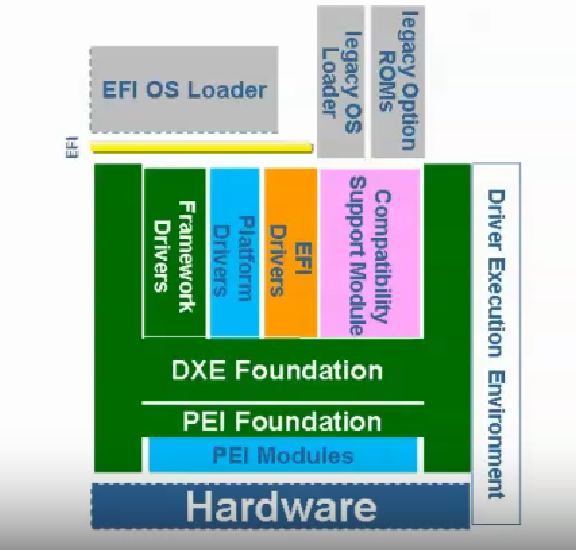 EFI OS Loader
legacy OS
Loader
legacy Option
ROMs
EFI
Framework
Drivers
Platform
Drivers
EFI
Drivers
Compatibility
Support Module
Driver Execution Environment
DXE Foundation
PEI Foundation
PEI Modules
Hardware